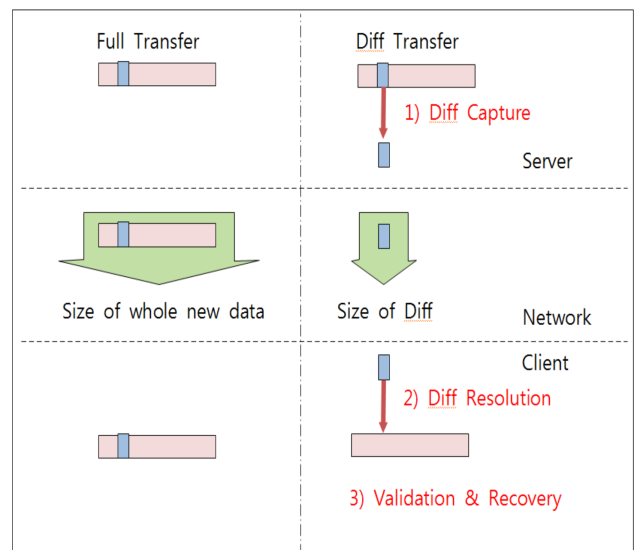 Full Transfer
Diff Transfer
1) Diff Capture
Server
Size of whole new data
Size of Diff
Network
Client
2) Diff Resolution
3) Validation & Recovery